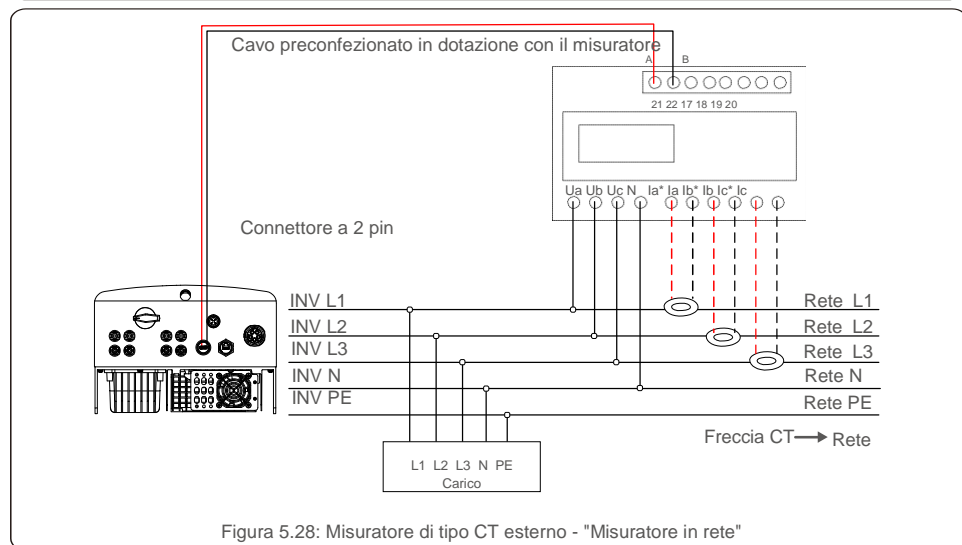 Cavo preconfezionato in dotazione con il misuratore
A B
21 22 17 18 19 20
Ua Ub Uc N Ia* Ia Ib* Ib Ic* Ic
Connettore a 2 pin
INV L1 Rete L1
INV L2 Rete L2
INV L3 Rete L3
INV N Rete N
INV PE Rete PE
Freccia CT Rete
L1 L2 L3 N PE
Carico
Figura 5.28: Misuratore di tipo CT esterno - "Misuratore in rete"